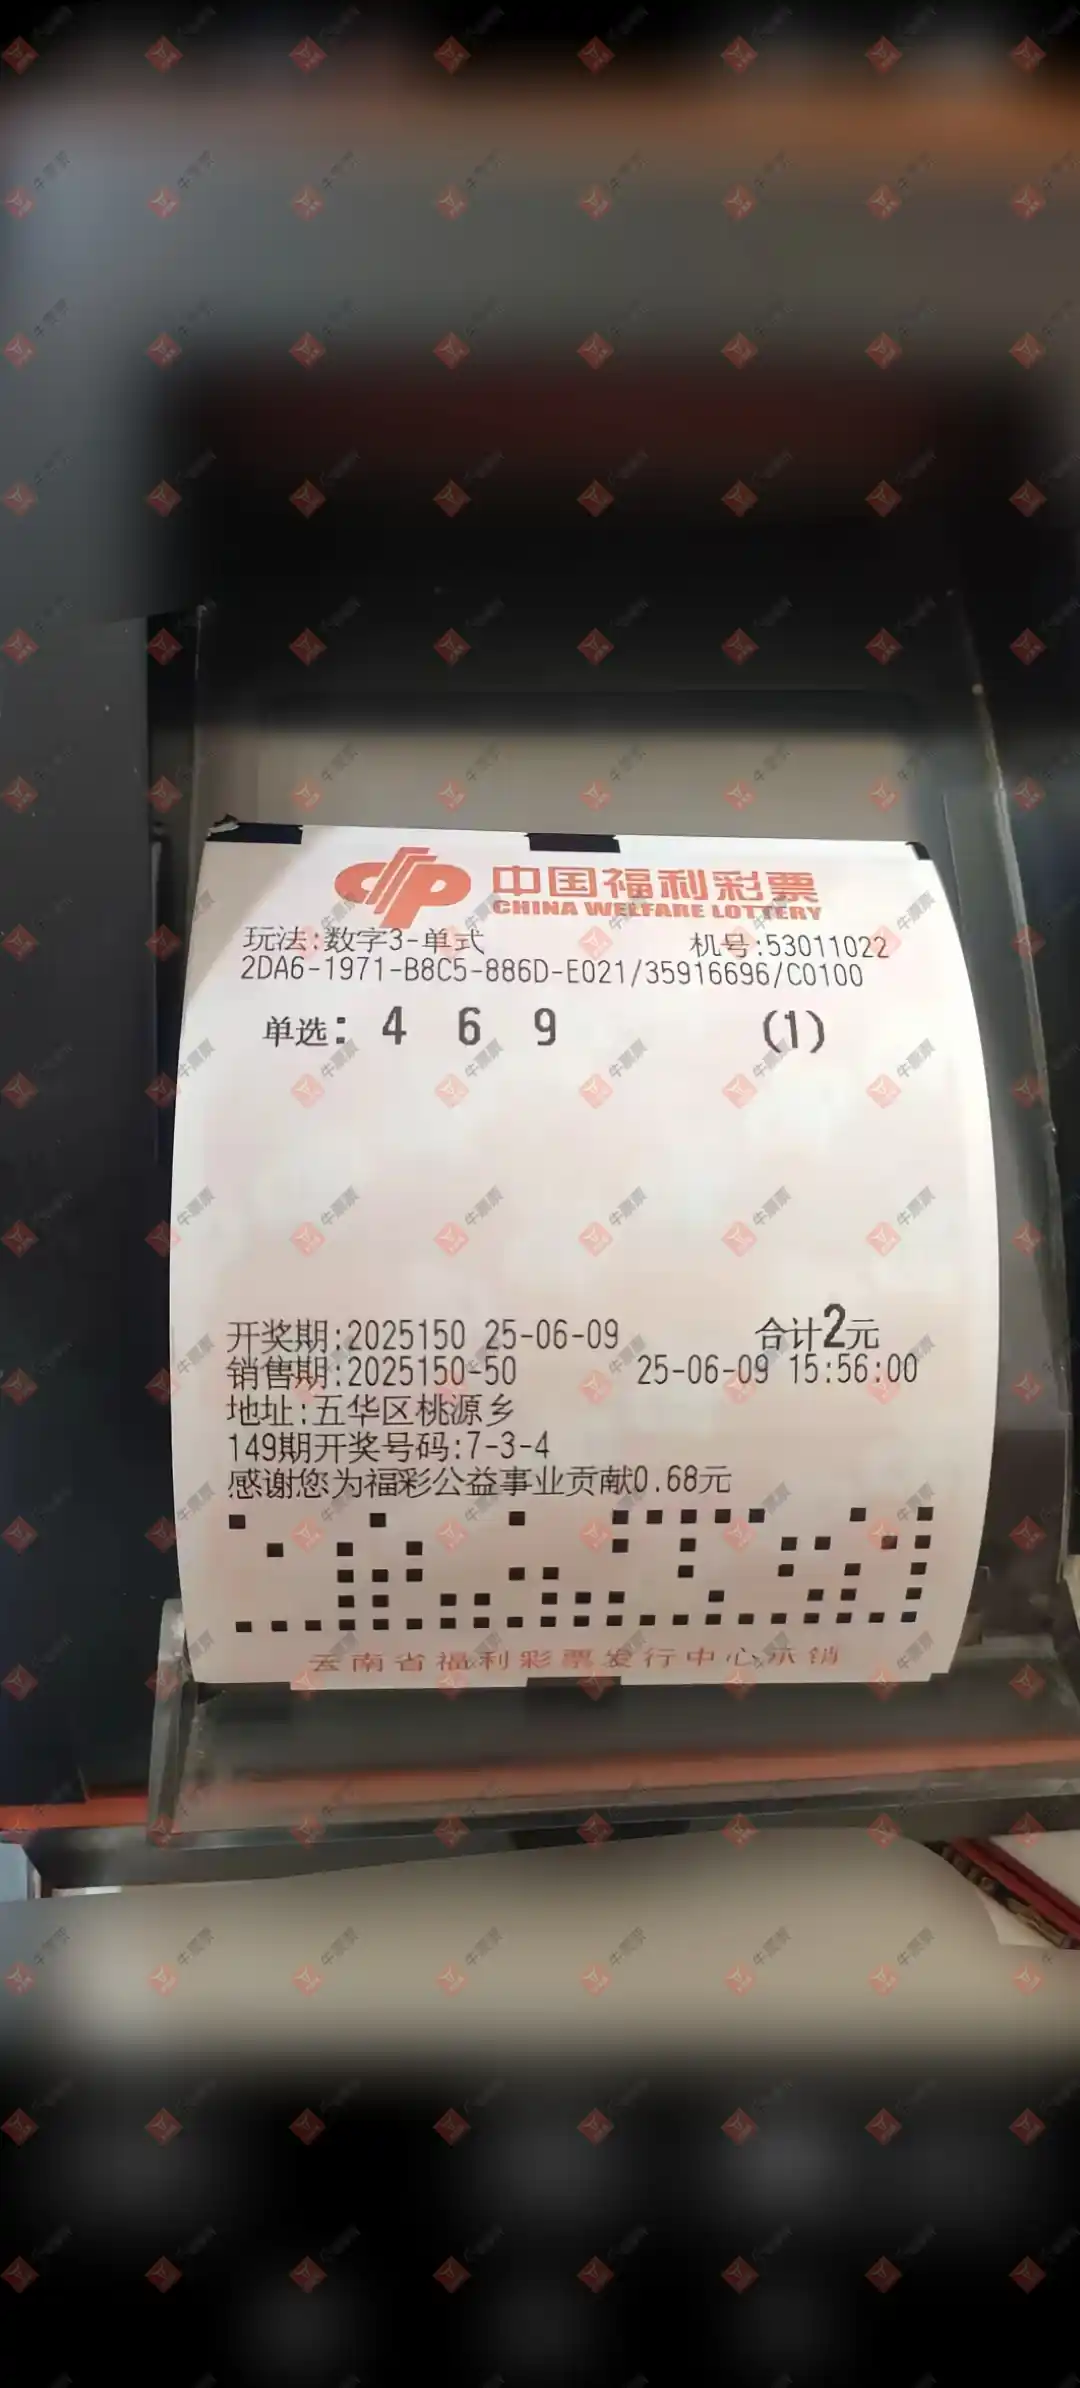 中国福利彩票
CHINA WELFARE LOTTERY
玩法:数字3-单式 机号:53011022
2DA6-1971-B8C5-886D-E021/35916696/C0100
单选: 4 6 9 (1)
开奖期:2025150 25-06-09 合计2元
销售期:2025150-50 25-06-09 15:56:00
地址:五华区桃源乡
149期开奖号码:7-3-4
感谢您为福彩公益事业贡献0.68元
云南省福利彩票发行中心承销
牛票票